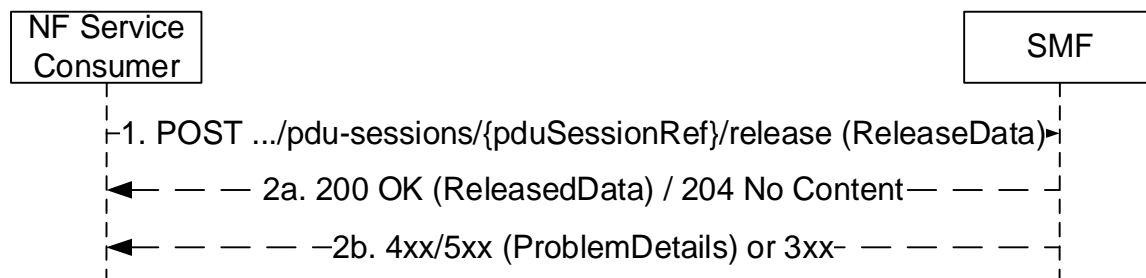 NF Service
Consumer
SMF
1. POST .../pdu-sessions/{pduSessionRef}/release (ReleaseData)
2a. 200 OK (ReleasedData) / 204 No Content
2b. 4xx/5xx (ProblemDetails) or 3xx